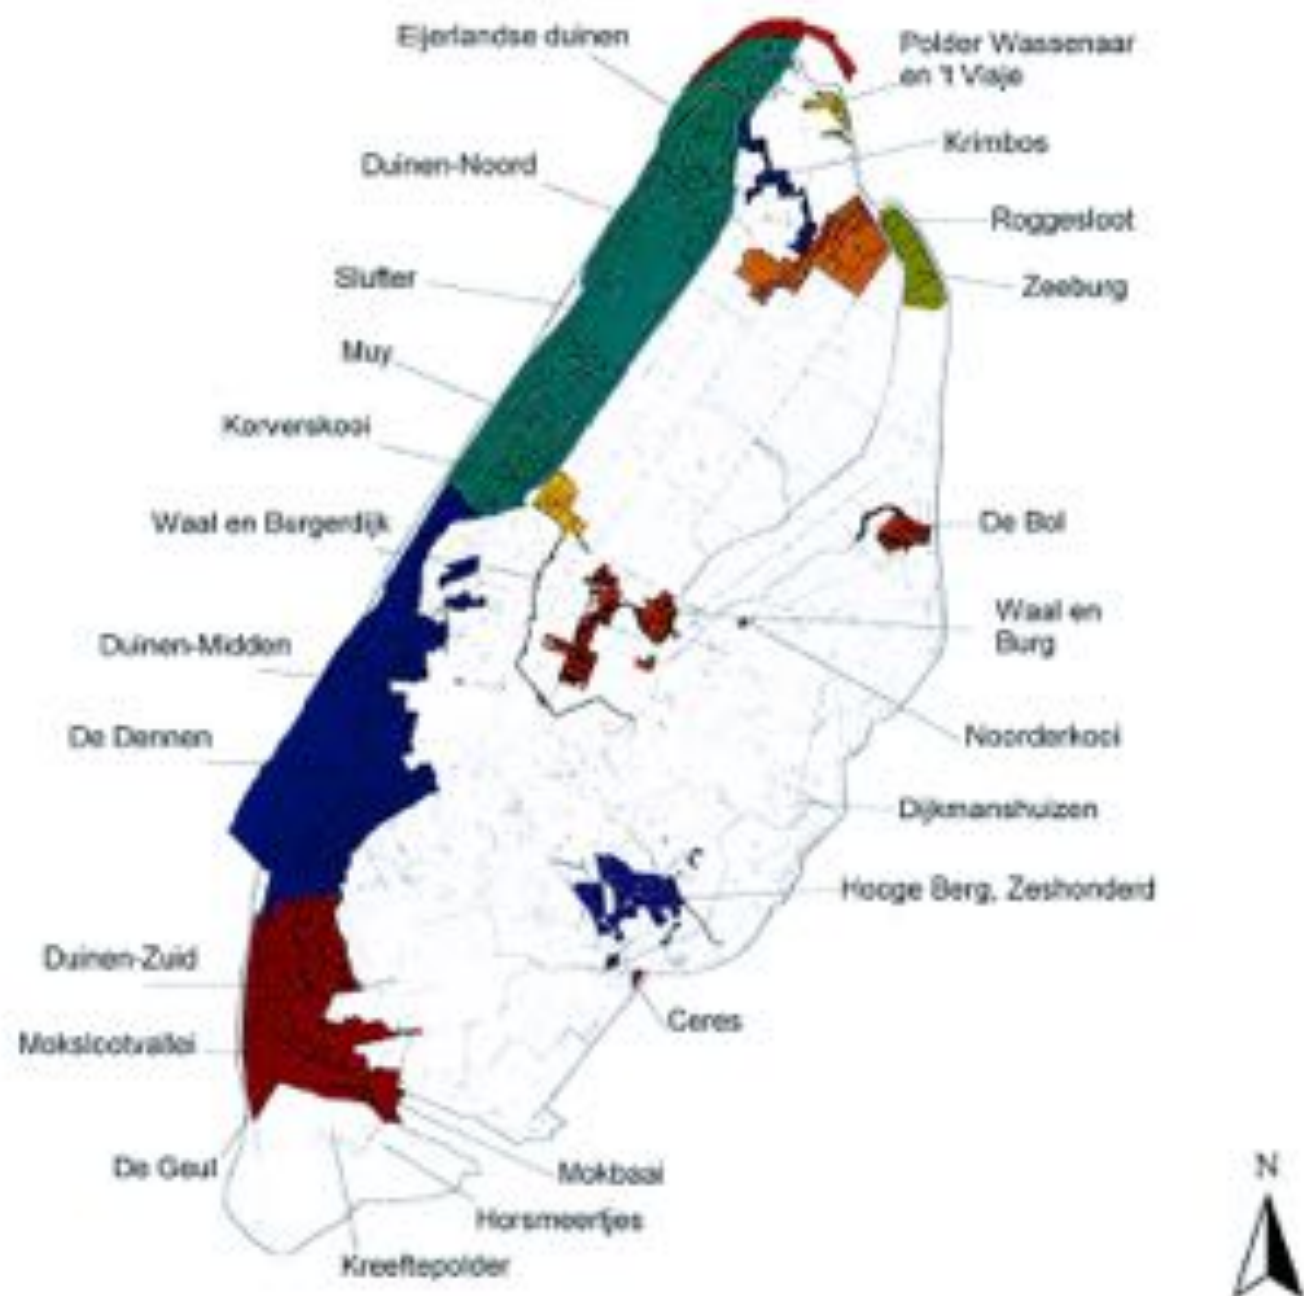 Eijerlandse duinen
Polder Wassenaar
en 't Visje
Krimbos
Duinen-Noord
Roggesloot
Slufter
Zeeburg
Muy
Korverskooi
Waal en Burgerdijk
De Bol
Waal en
Burg
Duinen-Midden
De Dennen
Noorderkooi
Dijkmanshuizen
Hooge Berg, Zeshonderd
Duinen-Zuid
Ceres
Mokslootvallei
De Geul
Mokbaai
Horsmeertjes
Kreeftepolder
N